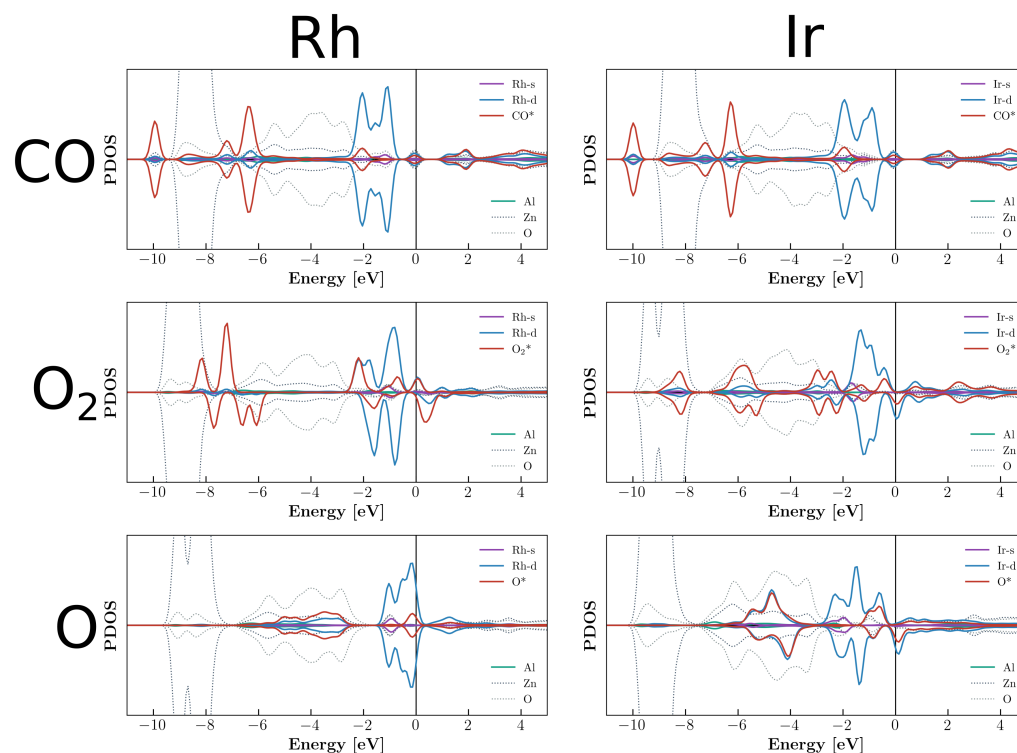 Rh Ir
CO
PDOS
Rh-s
Rh-d
CO*
Al
Zn
O
−10 −8 −6 −4 −2 0 2 4
Energy [eV]
PDOS
Ir-s
Ir-d
CO*
Al
Zn
O
−10 −8 −6 −4 −2 0 2 4
Energy [eV]
O₂
PDOS
Rh-s
Rh-d
O₂*
Al
Zn
O
−10 −8 −6 −4 −2 0 2 4
Energy [eV]
PDOS
Ir-s
Ir-d
O₂*
Al
Zn
O
−10 −8 −6 −4 −2 0 2 4
Energy [eV]
O
PDOS
Rh-s
Rh-d
O*
Al
Zn
O
−10 −8 −6 −4 −2 0 2 4
Energy [eV]
PDOS
Ir-s
Ir-d
O*
Al
Zn
O
−10 −8 −6 −4 −2 0 2 4
Energy [eV]